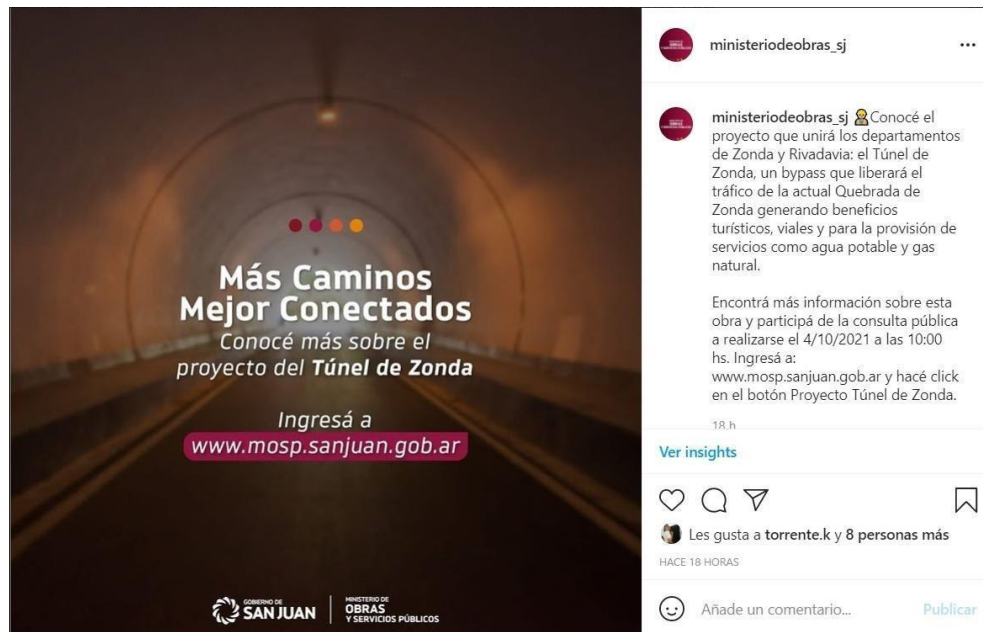 Más Caminos
Mejor Conectados
Conocé más sobre el
proyecto del Túnel de Zonda
Ingresá a
www.mosp.sanjuan.gob.ar
GOBIERNO DE
SAN JUAN
MINISTERIO DE
OBRAS
Y SERVICIOS PÚBLICOS
ministeriodeobras_sj
ministeriodeobras_sj Conocé el
proyecto que unirá los departamentos
de Zonda y Rivadavia: el Túnel de
Zonda, un bypass que liberará el
tráfico de la actual Quebrada de
Zonda generando beneficios
turísticos, viales y para la provisión de
servicios como agua potable y gas
natural.
Encontrá más información sobre esta
obra y participá de la consulta pública
a realizarse el 4/10/2021 a las 10:00
hs. Ingresá a:
www.mosp.sanjuan.gob.ar y hacé click
en el botón Proyecto Túnel de Zonda.
18 h
Ver insights
Les gusta a torrente.k y 8 personas más
HACE 18 HORAS
Añade un comentario... Publicar